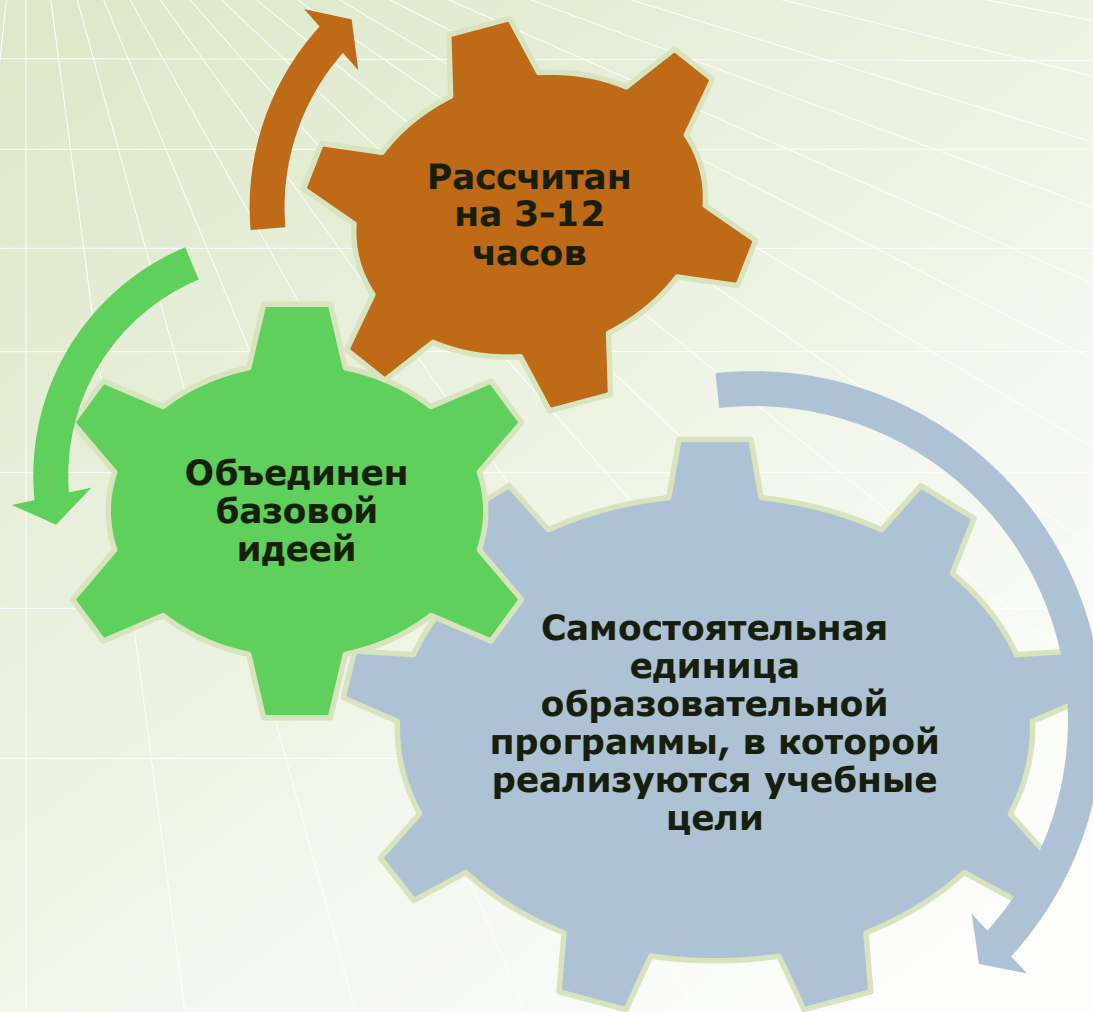 Рассчитан
на 3-12
часов
Объединен
базовой
идеей
Самостоятельная
единица
образовательной
программы, в которой
реализуются учебные
цели